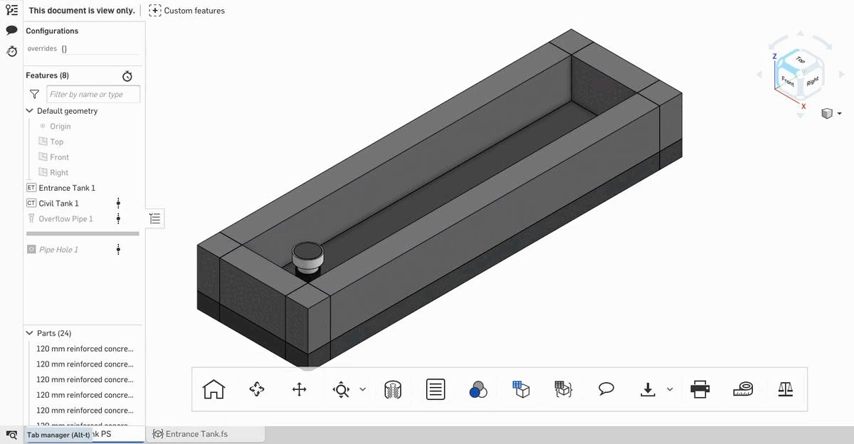 This document is view only.
Custom features
Configurations
overrides {}
Features (8)
Filter by name or type
Default geometry
Origin
Top
Front
Right
ET Entrance Tank 1
CT Civil Tank 1
Overflow Pipe 1
Pipe Hole 1
Parts (24)
120 mm reinforced concre...
120 mm reinforced concre...
120 mm reinforced concre...
120 mm reinforced concre...
120 mm reinforced concre...
Tab manager (Alt-t)
nk PS
Entrance Tank.fs
Z
Top
Front
Right
X